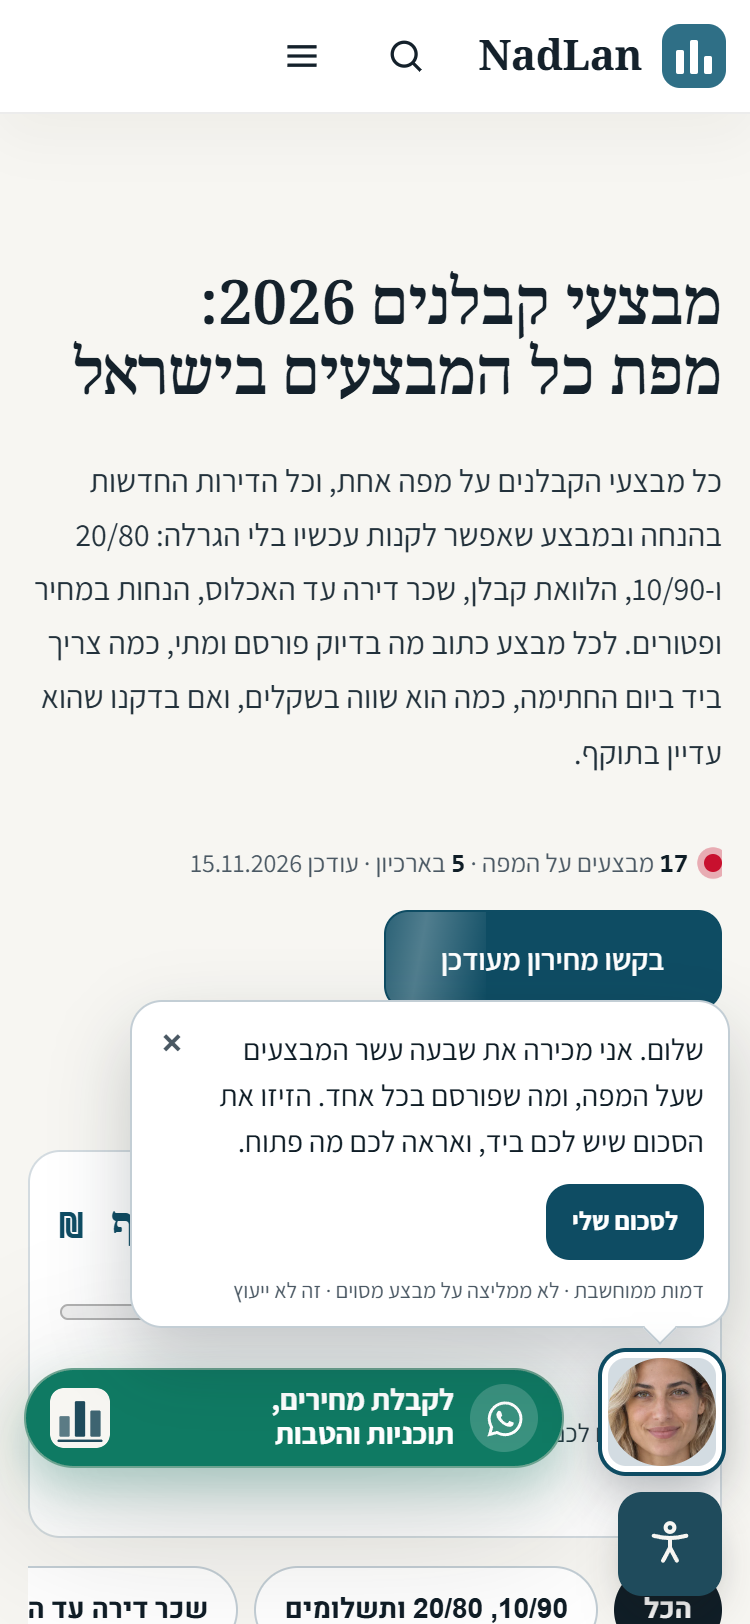 NadLan
מבצעי קבלנים 2026:
מפת כל המבצעים בישראל
כל מבצעי הקבלנים על מפה אחת, וכל הדירות החדשות
בהנחה ובמבצע שאפשר לקנות עכשיו בלי הגרלה: 20/80
ו-10/90, הלוואת קבלן, שכר דירה עד האכלוס, הנחות במחיר
ופטורים. לכל מבצע כתוב מה בדיוק פורסם ומתי, כמה צריך
ביד ביום החתימה, כמה הוא שווה בשקלים, ואם בדקנו שהוא
עדיין בתוקף.
17 מבצעים על המפה · 5 בארכיון · עודכן 15.11.2026
בקשו מחירון מעודכן
שלום. אני מכירה את שבעה עשר המבצעים
שעל המפה, ומה שפורסם בכל אחד. הזיזו את
הסכום שיש לכם ביד, ואראה לכם מה פתוח.
×
לסכום שלי
דמות ממוחשבת · לא ממליצה על מבצע מסוים · זה לא ייעוץ
₪
לקבלת מחירים,
תוכניות והטבות
לכם
הכל
10/90, 20/80 ותשלומים
שכר דירה עד ה